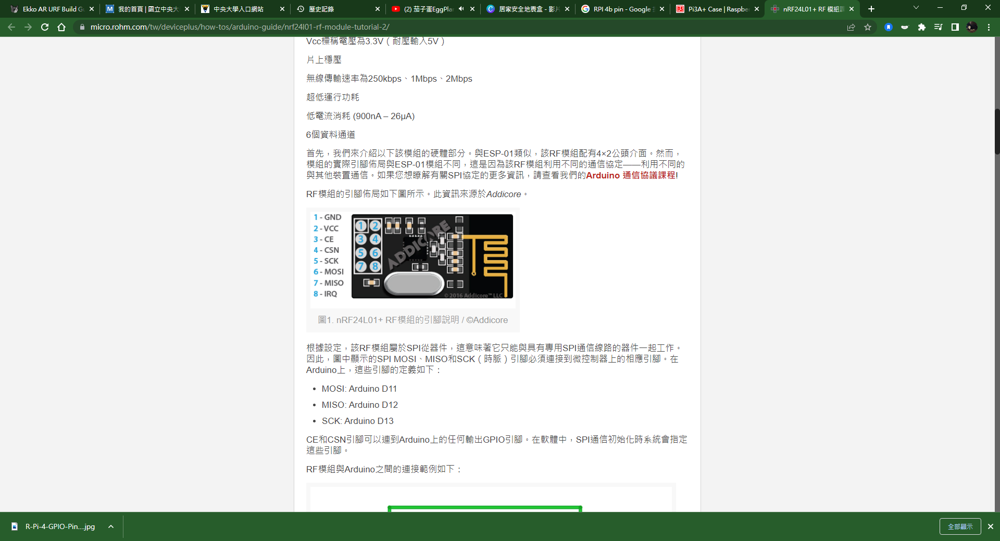 Ekko AR URF Build G
我的首頁 | 國立中央大
中央大學入口網站
歷史記錄
(2) 茄子蛋EggPlan
居家安全地震盒 - 影片
RPI 4b pin - Google
Pi3A+ Case | Raspbe
nRF24L01+ RF 模組
micro.rohm.com/tw/deviceplus/how-tos/arduino-guide/nrf24l01-rf-module-tutorial-2/
Vcc標稱電壓為3.3V（耐壓輸入5V）
片上穩壓
無線傳輸速率為250kbps、1Mbps、2Mbps
超低運行功耗
低電流消耗 (900nA – 26μA)
6個資料通道
首先，我們來介紹以下該模組的硬體部分。與ESP-01類似，該RF模組配有4×2公頭介面。然而，
模組的實際引腳佈局與ESP-01模組不同，這是因為該RF模組利用不同的通信協定——利用不同的
與其他裝置通信。如果您想瞭解有關SPI協定的更多資訊，請查看我們的Arduino 通信協議課程!
RF模組的引腳佈局如下圖所示。此資訊來源於Addicore。
1 - GND
2 - VCC
3 - CE
4 - CSN
5 - SCK
6 - MOSI
7 - MISO
8 - IRQ
1 2
3 4
5 6
7 8
ADDICORE
© 2016 Addicore™ LLC
圖1. nRF24L01+ RF模組的引腳說明 / ©Addicore
根據設定，該RF模組屬於SPI從器件，這意味著它只能與具有專用SPI通信線路的器件一起工作。
因此，圖中顯示的SPI MOSI、MISO和SCK（時脈）引腳必須連接到微控制器上的相應引腳。在
Arduino上，這些引腳的定義如下：
• MOSI: Arduino D11
• MISO: Arduino D12
• SCK: Arduino D13
CE和CSN引腳可以連到Arduino上的任何輸出GPIO引腳。在軟體中，SPI通信初始化時系統會指定
這些引腳。
RF模組與Arduino之間的連接範例如下：
R-Pi-4-GPIO-Pin....jpg
全部顯示